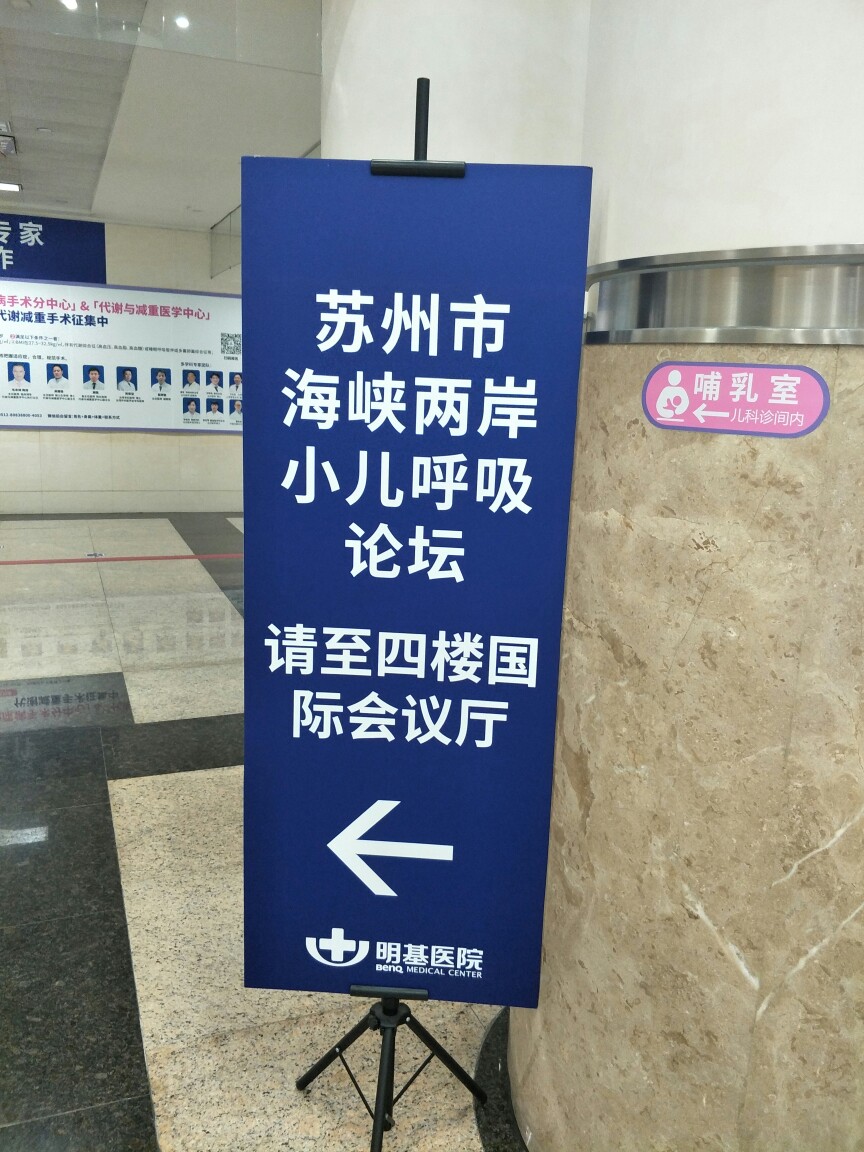 专家
作
病手术分中心」&「代谢与减重医学中心」
代谢减重手术征集中
苏州市
海峡两岸
小儿呼吸
论坛
请至四楼国
际会议厅
明基医院
BenQ MEDICAL CENTER
哺乳室
儿科诊间内